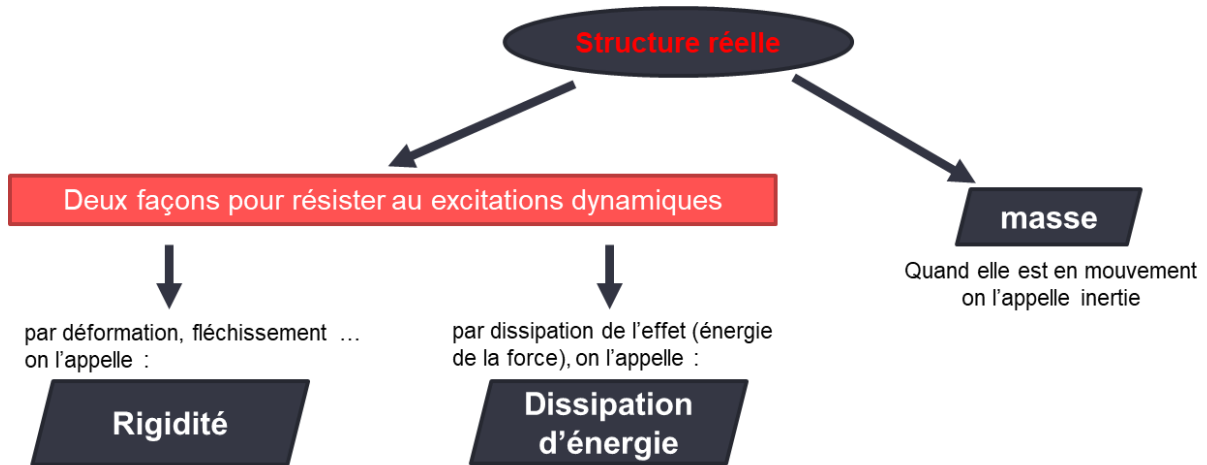 Structure réelle
Deux façons pour résister au excitations dynamiques
masse
Quand elle est en mouvement
on l’appelle inertie
par déformation, fléchissement …
on l’appelle :
Rigidité
par dissipation de l’effet (énergie
de la force), on l’appelle :
Dissipation
d’énergie